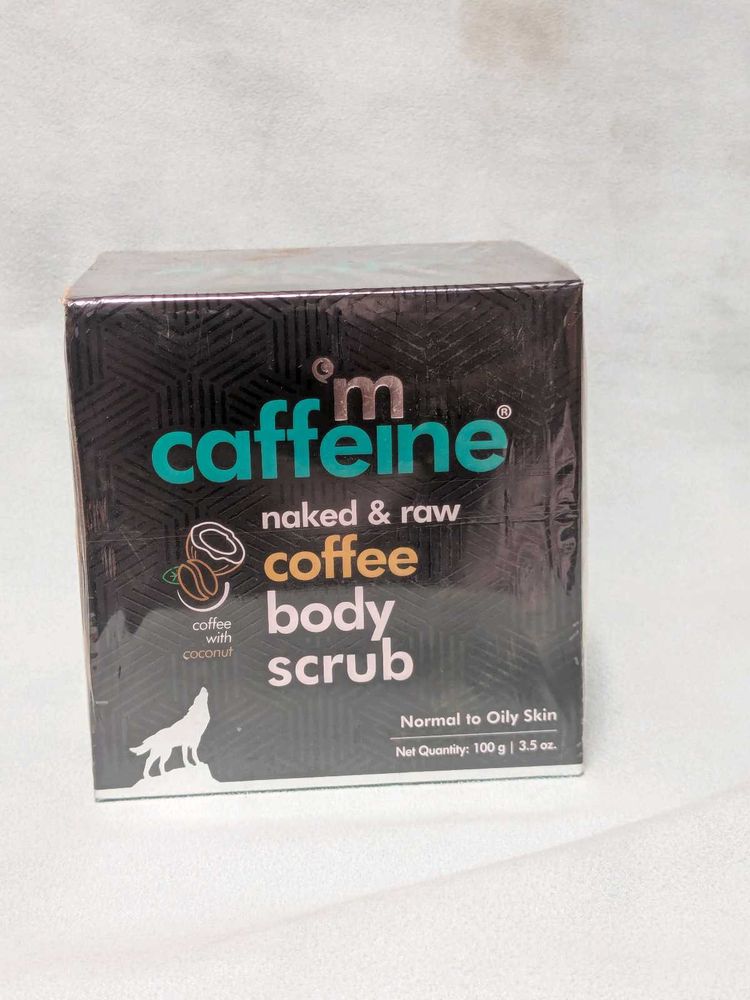 'm
caffeine®
naked & raw
coffee
body
scrub
coffee
with
coconut
Normal to Oily Skin
Net Quantity: 100 g | 3.5 oz.